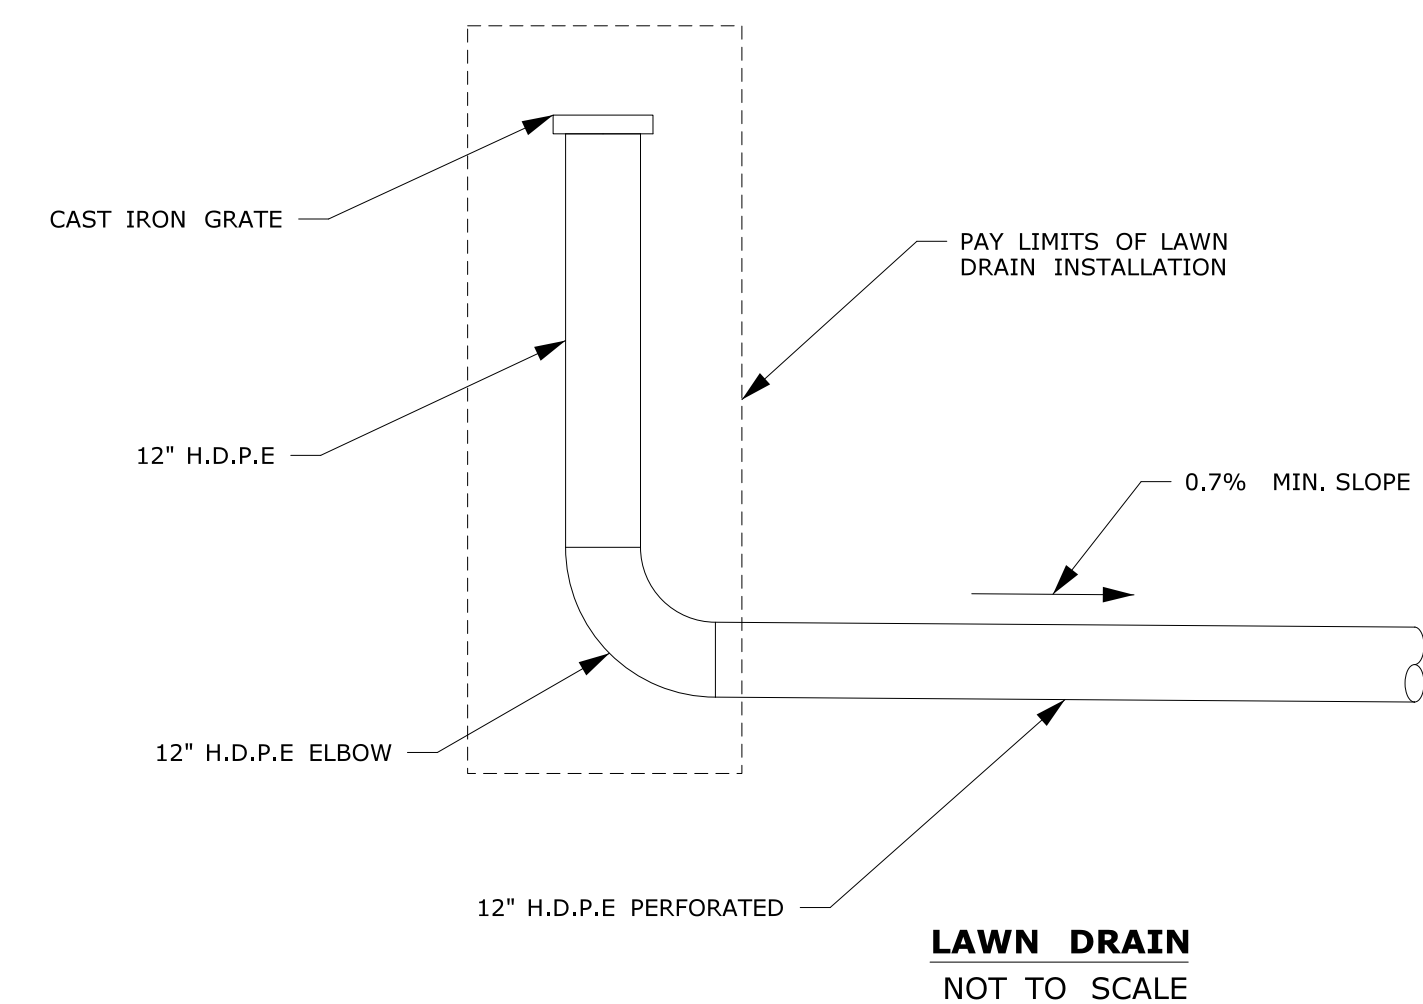 CAST IRON GRATE
PAY LIMITS OF LAWN
DRAIN INSTALLATION
12" H.D.P.E
0.7% MIN. SLOPE
12" H.D.P.E ELBOW
12" H.D.P.E PERFORATED
LAWN DRAIN
NOT TO SCALE